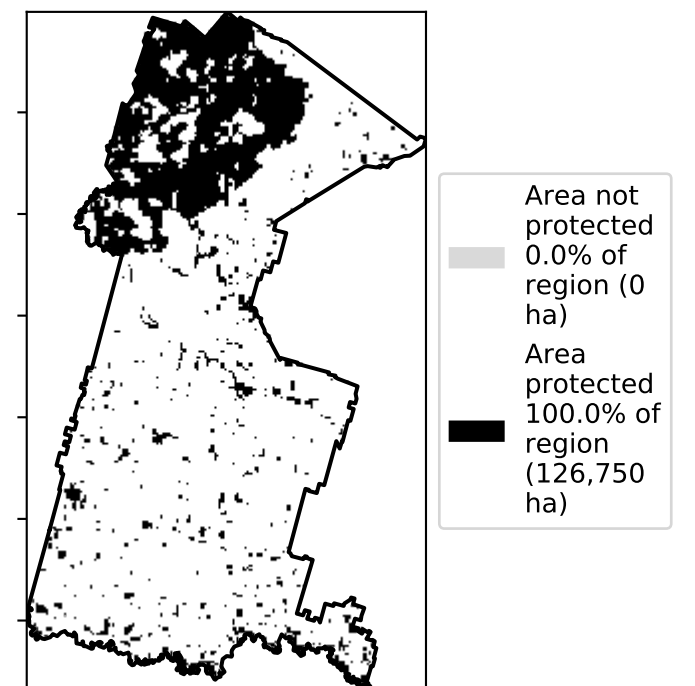 Area not
protected
0.0% of
region (0
ha)
Area
protected
100.0% of
region
(126,750
ha)